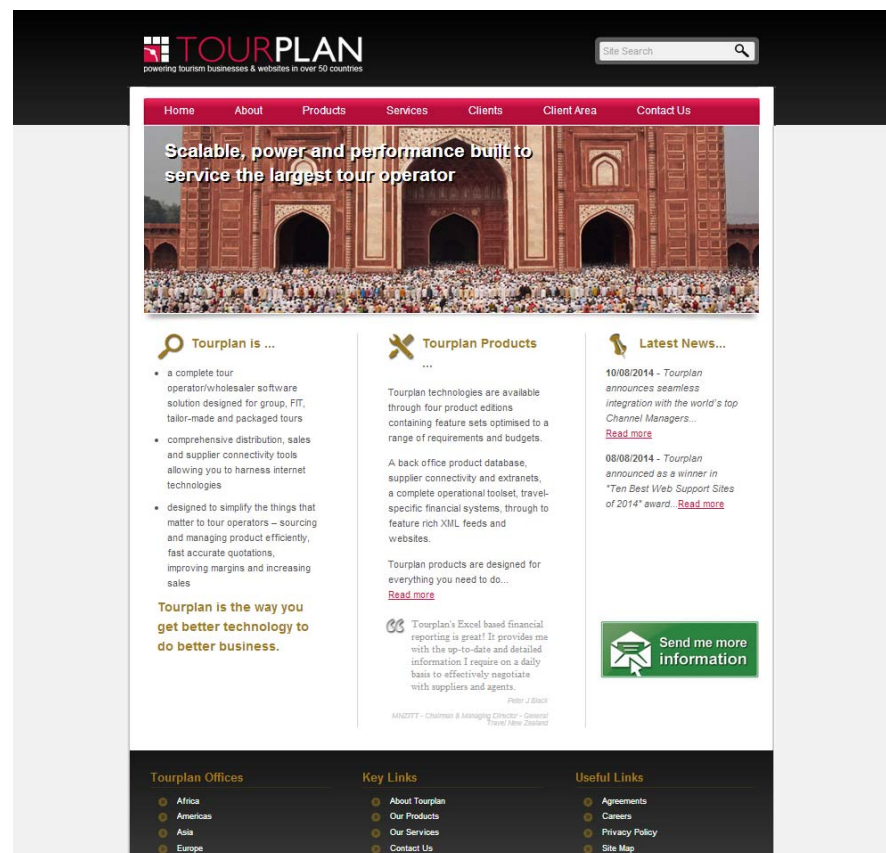 TOURPLAN
powering tourism businesses & websites in over 50 countries
Site Search
Home About Products Services Clients Client Area Contact Us
Scalable, power and performance built to
service the largest tour operator
Tourplan is ...
a complete tour
operator/wholesaler software
solution designed for group, FIT,
tailor-made and packaged tours
comprehensive distribution, sales
and supplier connectivity tools
allowing you to harness internet
technologies
designed to simplify the things that
matter to tour operators – sourcing
and managing product efficiently,
fast accurate quotations,
improving margins and increasing
sales
Tourplan is the way you
get better technology to
do better business.
Tourplan Products
...
Tourplan technologies are available
through four product editions
containing feature sets optimised to a
range of requirements and budgets.
A back office product database,
supplier connectivity and extranets,
a complete operational toolset, travel-
specific financial systems, through to
feature rich XML feeds and
websites.
Tourplan products are designed for
everything you need to do...
Read more
Tourplan's Excel based financial
reporting is great! It provides me
with the up-to-date and detailed
information I require on a daily
basis to effectively negotiate
with suppliers and agents.
Peter J Black
MNZITT - Chairman & Managing Director - General
Travel New Zealand
Latest News...
10/08/2014 - Tourplan
announces seamless
integration with the world's top
Channel Managers...
Read more
08/08/2014 - Tourplan
announced as a winner in
"Ten Best Web Support Sites
of 2014" award...Read more
Send me more
information
Tourplan Offices
Africa
Americas
Asia
Europe
Key Links
About Tourplan
Our Products
Our Services
Contact Us
Useful Links
Agreements
Careers
Privacy Policy
Site Map